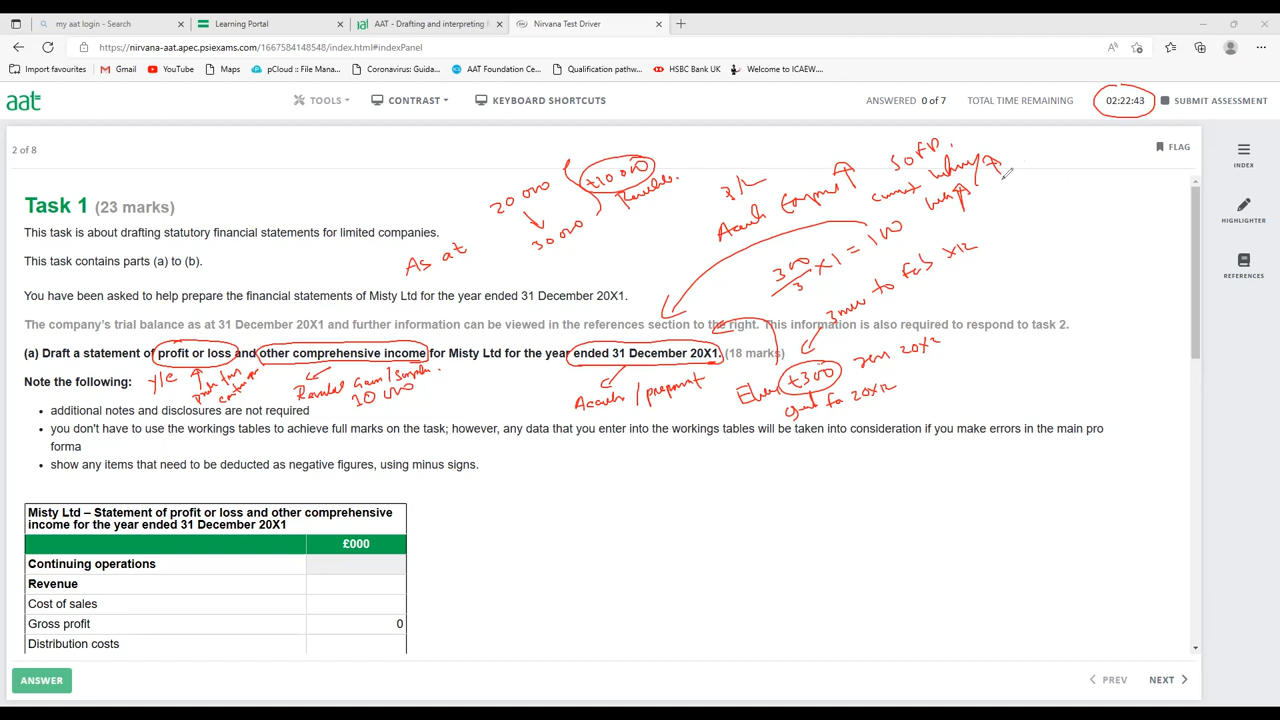 my aat login - Search
Learning Portal
AAT - Drafting and interpreting f
Nirvana Test Driver
https://nirvana-aat.apec.psiexams.com/1667584148548/index.html#indexPanel
Import favourites
Gmail
YouTube
Maps
pCloud :: File Mana...
Coronavirus: Guida...
AAT Foundation Ce...
Qualification pathw...
HSBC Bank UK
Welcome to ICAEW....
aat
TOOLS
CONTRAST
KEYBOARD SHORTCUTS
ANSWERED 0 of 7
TOTAL TIME REMAINING
02:22:43
SUBMIT ASSESSMENT
2 of 8
FLAG
INDEX
HIGHLIGHTER
REFERENCES
SOFP.
20 000
£10 000
30 000
As at
300/3 x1 = 100
Task 1 (23 marks)
This task is about drafting statutory financial statements for limited companies.
This task contains parts (a) to (b).
You have been asked to help prepare the financial statements of Misty Ltd for the year ended 31 December 20X1.
The company's trial balance as at 31 December 20X1 and further information can be viewed in the references section to the right. This information is also required to respond to task 2.
(a) Draft a statement of profit or loss and other comprehensive income for Misty Ltd for the year ended 31 December 20X1. (18 marks)
Y/E
10 000
£300
Note the following:
additional notes and disclosures are not required
you don't have to use the workings tables to achieve full marks on the task; however, any data that you enter into the workings tables will be taken into consideration if you make errors in the main pro
forma
show any items that need to be deducted as negative figures, using minus signs.
Misty Ltd – Statement of profit or loss and other comprehensive
income for the year ended 31 December 20X1
£000
Continuing operations
Revenue
Cost of sales
Gross profit 0
Distribution costs
ANSWER
PREV
NEXT